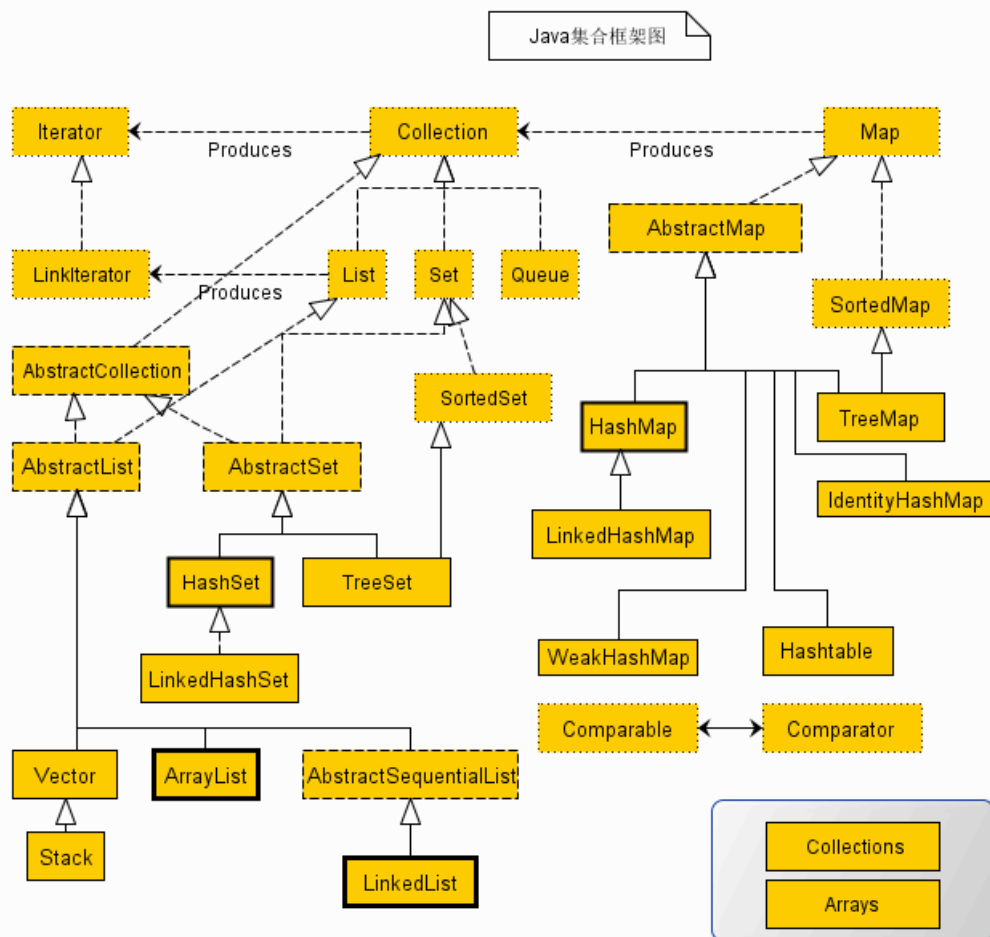 Java集合框架图
Iterator
Collection
Map
Produces
Produces
AbstractMap
LinkIterator
List
Set
Queue
Produces
SortedMap
AbstractCollection
SortedSet
HashMap
TreeMap
AbstractList
AbstractSet
IdentityHashMap
LinkedHashMap
HashSet
TreeSet
WeakHashMap
Hashtable
LinkedHashSet
Comparable
Comparator
Vector
ArrayList
AbstractSequentialList
Stack
LinkedList
Collections
Arrays